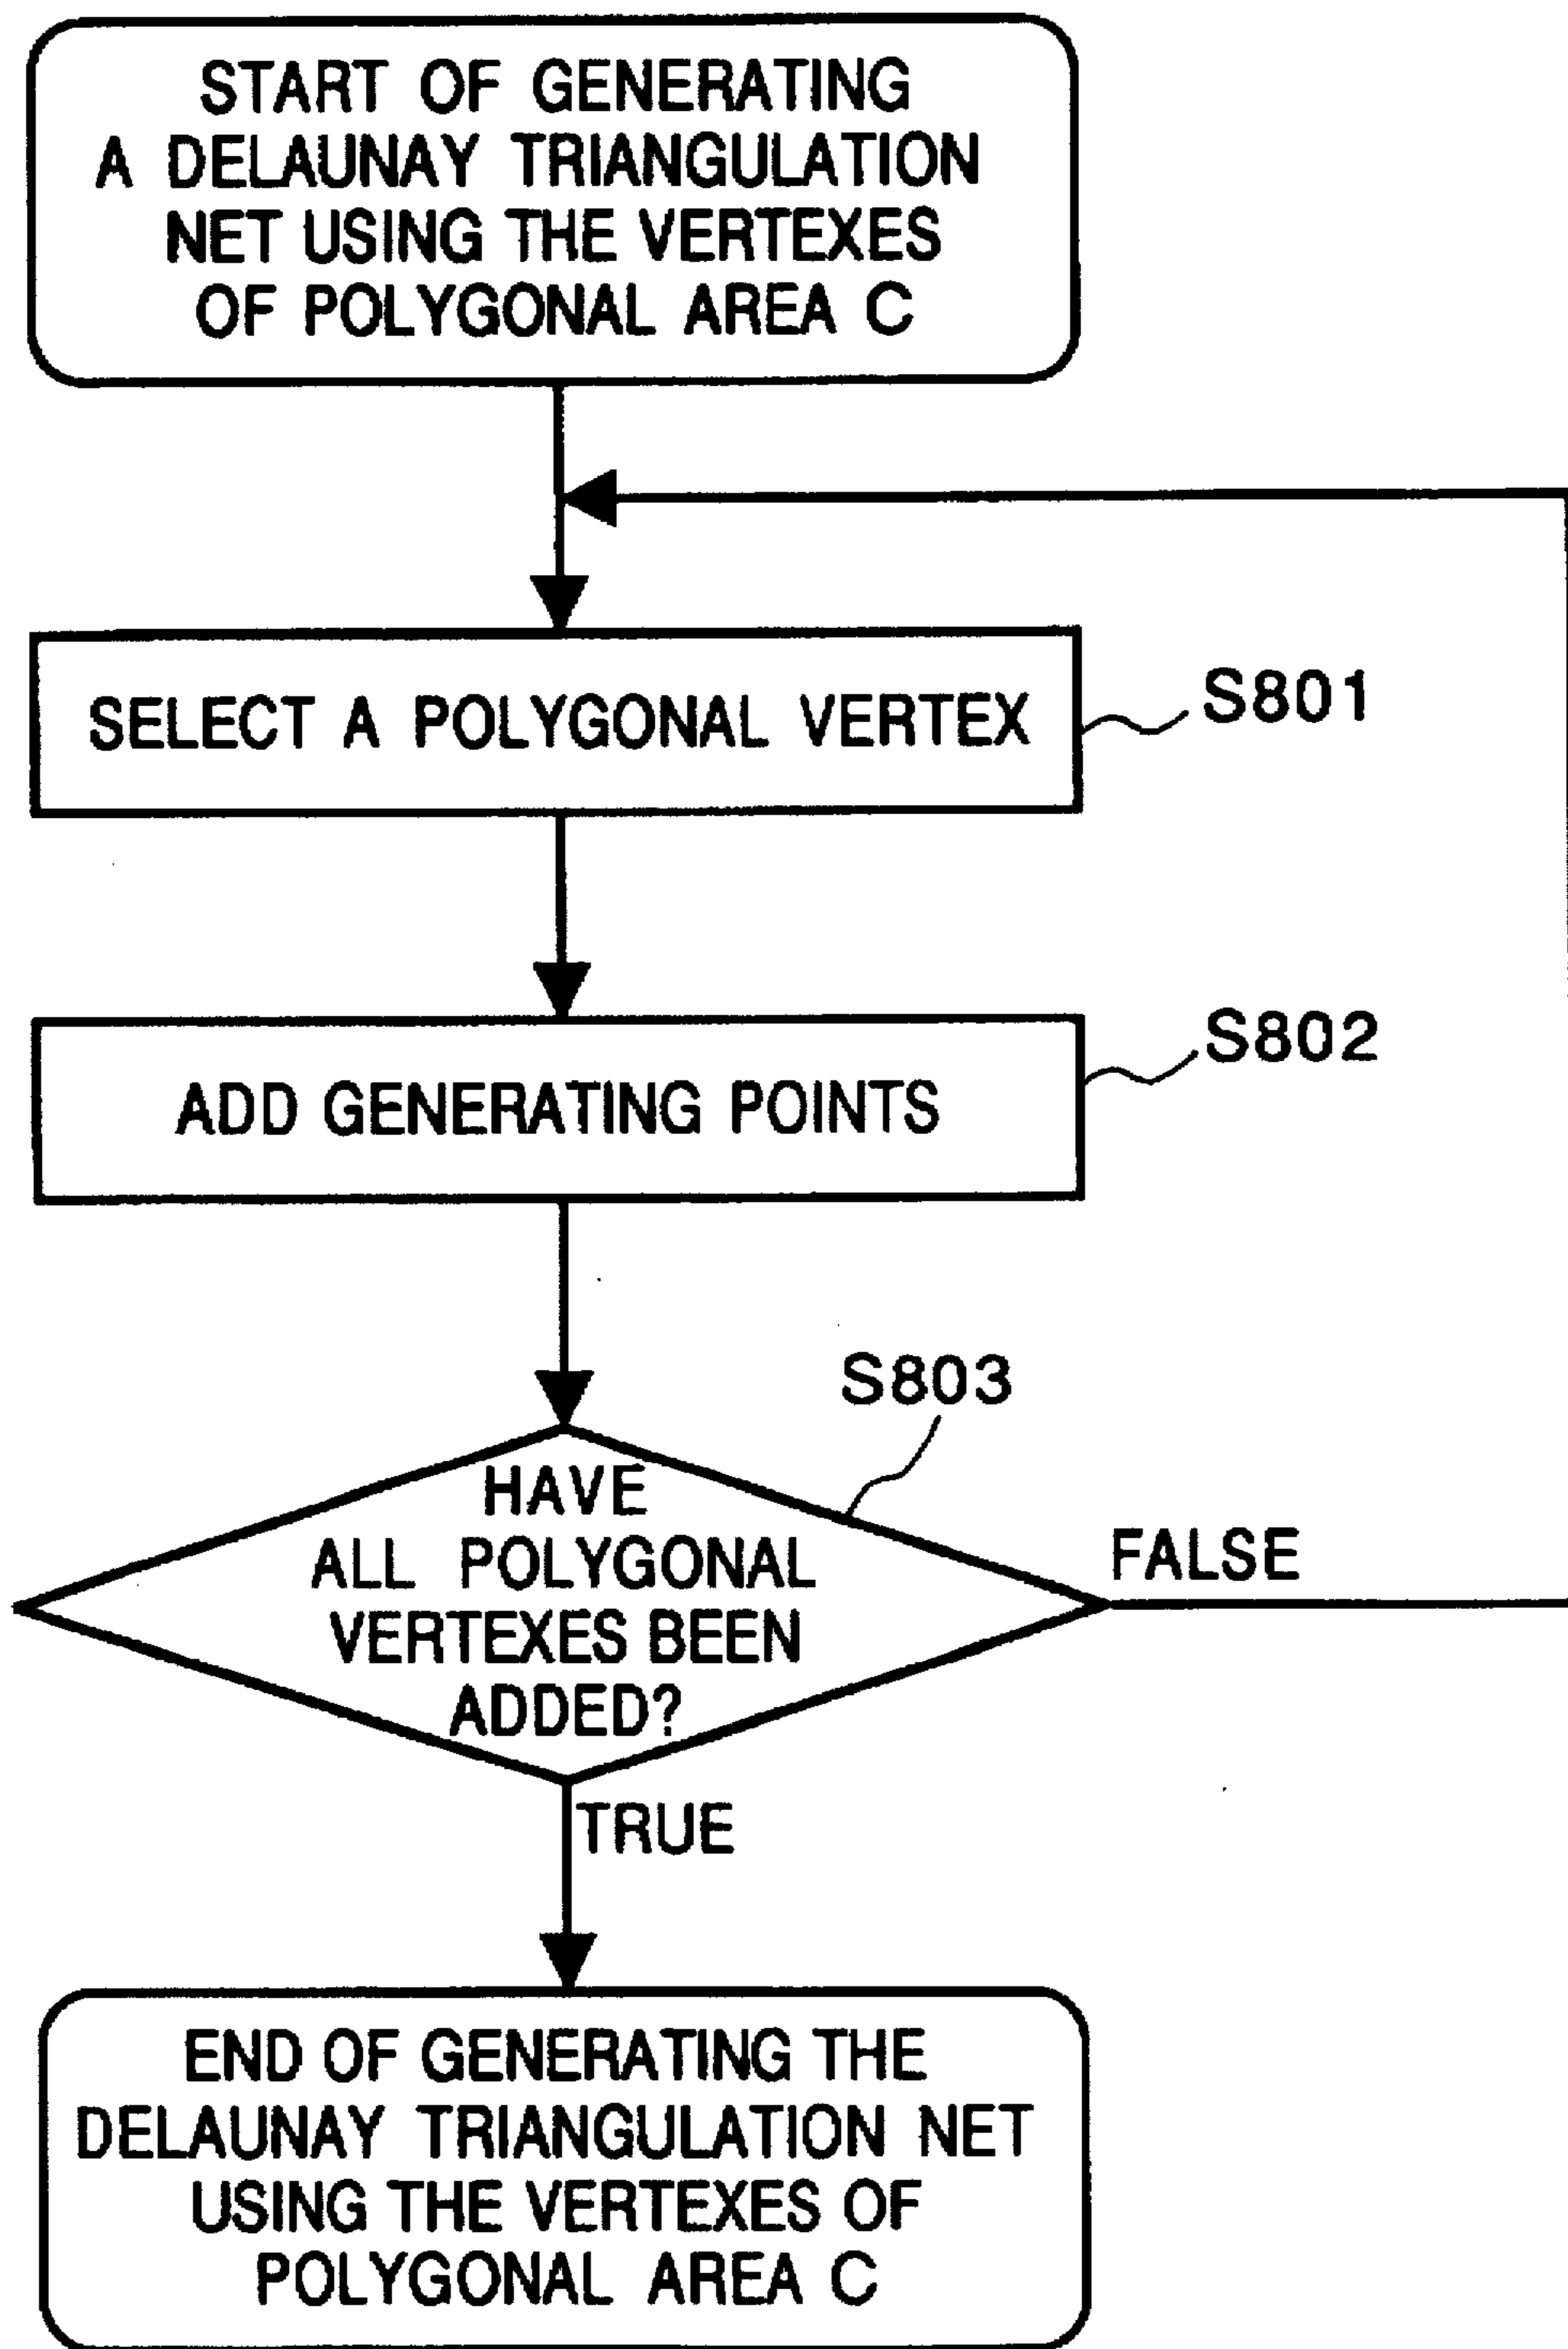 START OF GENERATING
A DELAUNAY TRIANGULATION
NET USING THE VERTEXES
OF POLYGONAL AREA C
SELECT A POLYGONAL VERTEX
S801
ADD GENERATING POINTS
S802
S803
HAVE
ALL POLYGONAL
VERTEXES BEEN
ADDED?
FALSE
TRUE
END OF GENERATING THE
DELAUNAY TRIANGULATION NET
USING THE VERTEXES OF
POLYGONAL AREA C